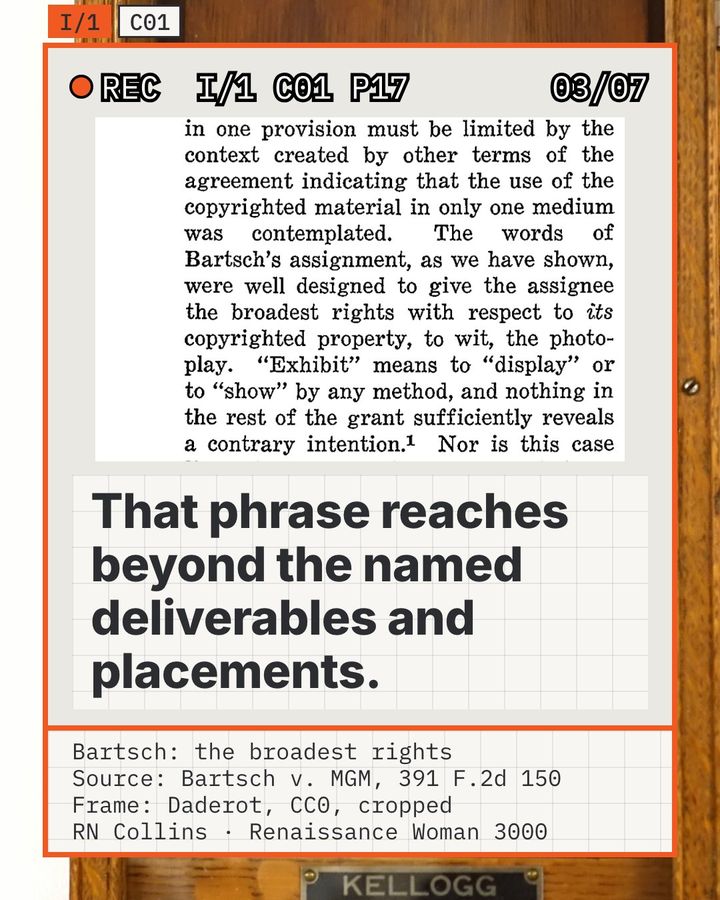 I/1 C01
REC I/1 C01 P17 03/07
in one provision must be limited by the
context created by other terms of the
agreement indicating that the use of the
copyrighted material in only one medium
was contemplated. The words of
Bartsch’s assignment, as we have shown,
were well designed to give the assignee
the broadest rights with respect to its
copyrighted property, to wit, the photo-
play. “Exhibit” means to “display” or
to “show” by any method, and nothing in
the rest of the grant sufficiently reveals
a contrary intention.¹ Nor is this case
That phrase reaches
beyond the named
deliverables and
placements.
Bartsch: the broadest rights
Source: Bartsch v. MGM, 391 F.2d 150
Frame: Daderot, CC0, cropped
RN Collins · Renaissance Woman 3000
KELLOGG